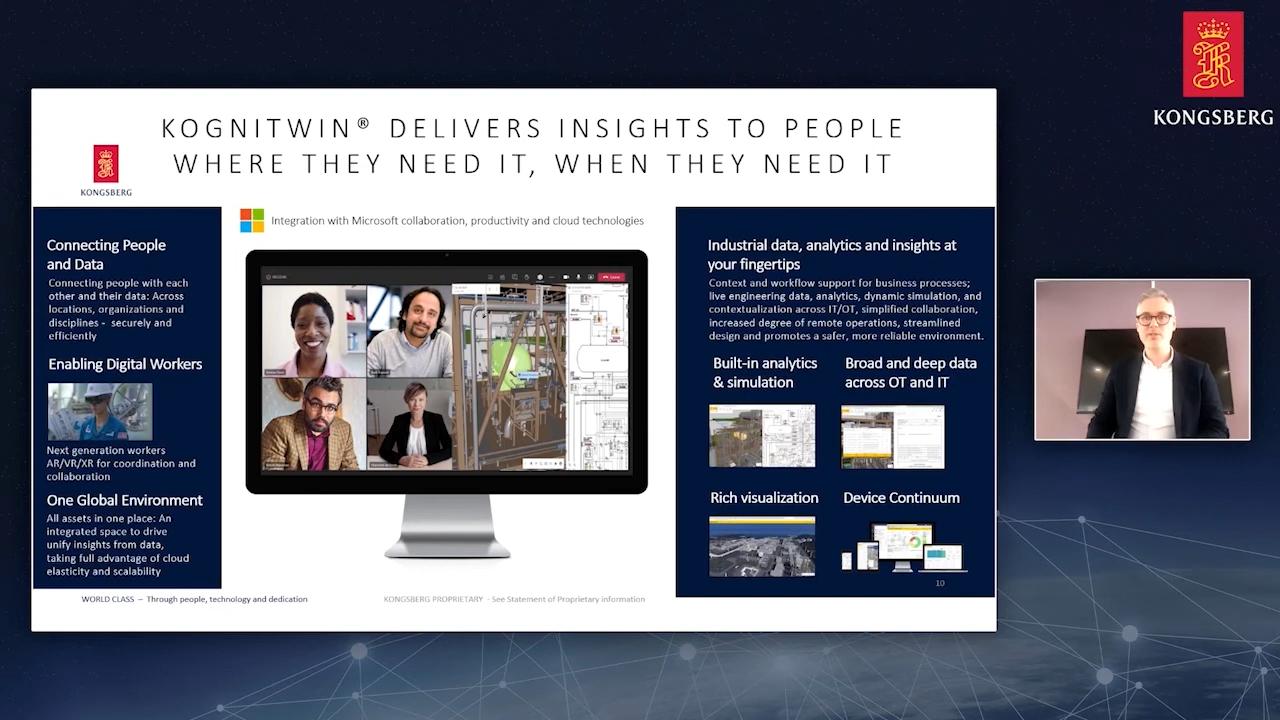 KONGSBERG
KOGNITWIN® DELIVERS INSIGHTS TO PEOPLE
WHERE THEY NEED IT, WHEN THEY NEED IT
KONGSBERG
Connecting People
and Data
Connecting people with each
other and their data: Across
locations, organizations and
disciplines - securely and
efficiently
Enabling Digital Workers
Next generation workers
AR/VR/XR for coordination and
collaboration
One Global Environment
All assets in one place: An
integrated space to drive
unify insights from data,
taking full advantage of cloud
elasticity and scalability
Integration with Microsoft collaboration, productivity and cloud technologies
Leave
Industrial data, analytics and insights at
your fingertips
Context and workflow support for business processes;
live engineering data, analytics, dynamic simulation, and
contextualization across IT/OT, simplified collaboration,
increased degree of remote operations, streamlined
design and promotes a safer, more reliable environment.
Built-in analytics
& simulation
Broad and deep data
across OT and IT
Rich visualization
Device Continuum
10
WORLD CLASS – Through people, technology and dedication
KONGSBERG PROPRIETARY - See Statement of Proprietary information